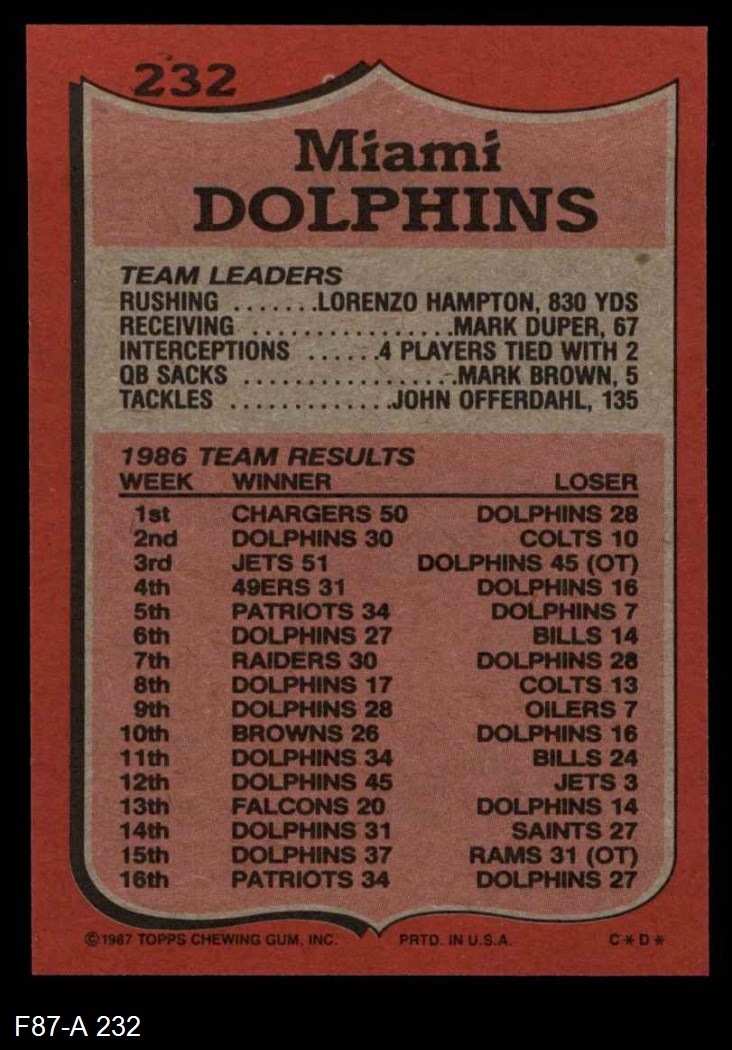 232
Miami
DOLPHINS
TEAM LEADERS
RUSHING .......LORENZO HAMPTON, 830 YDS
RECEIVING .................MARK DUPER, 67
INTERCEPTIONS ......4 PLAYERS TIED WITH 2
QB SACKS ..................MARK BROWN, 5
TACKLES .............JOHN OFFERDAHL, 135
1986 TEAM RESULTS
WEEK WINNER LOSER
1st CHARGERS 50 DOLPHINS 28
2nd DOLPHINS 30 COLTS 10
3rd JETS 51 DOLPHINS 45 (OT)
4th 49ERS 31 DOLPHINS 16
5th PATRIOTS 34 DOLPHINS 7
6th DOLPHINS 27 BILLS 14
7th RAIDERS 30 DOLPHINS 28
8th DOLPHINS 17 COLTS 13
9th DOLPHINS 28 OILERS 7
10th BROWNS 26 DOLPHINS 16
11th DOLPHINS 34 BILLS 24
12th DOLPHINS 45 JETS 3
13th FALCONS 20 DOLPHINS 14
14th DOLPHINS 31 SAINTS 27
15th DOLPHINS 37 RAMS 31 (OT)
16th PATRIOTS 34 DOLPHINS 27
©1987 TOPPS CHEWING GUM, INC. PRTD. IN U.S.A. C*D*
F87-A 232